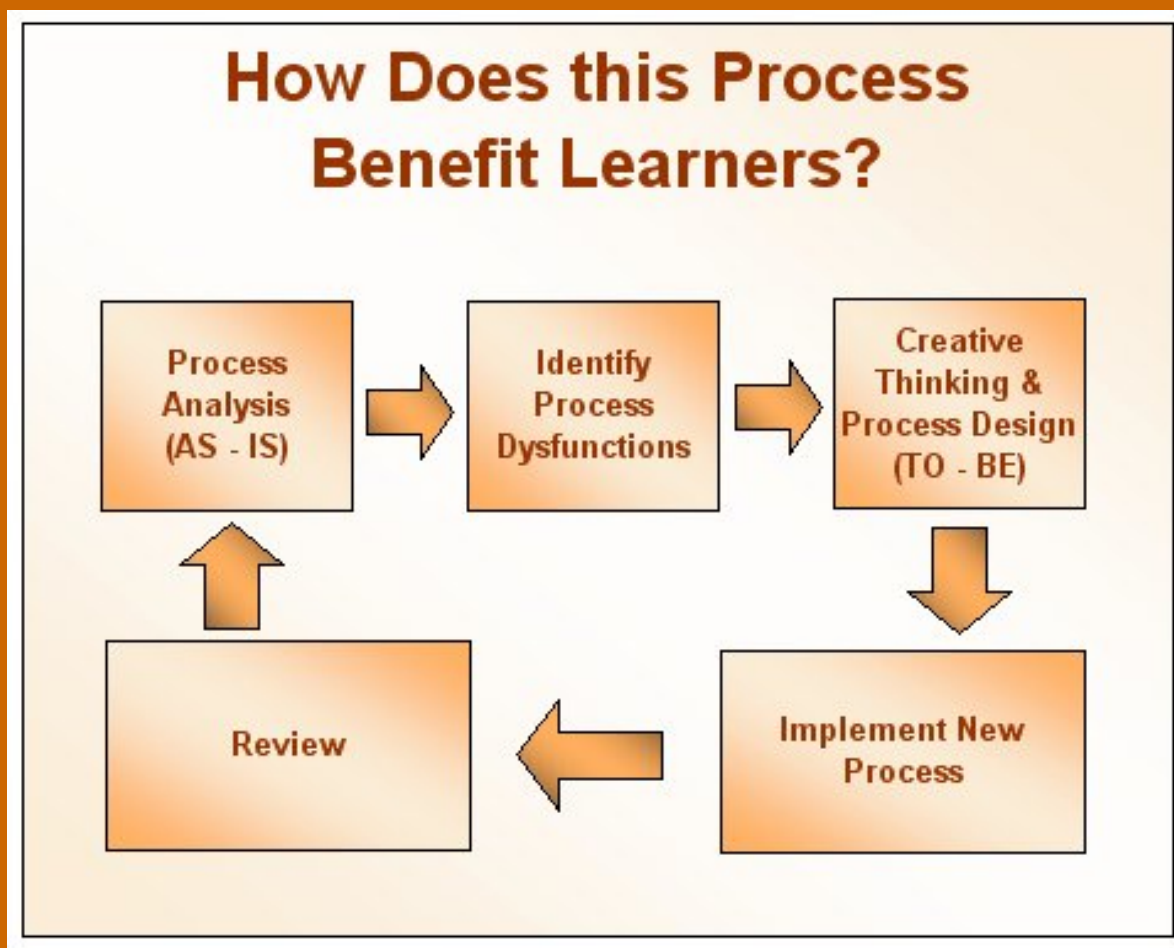 How Does this Process
Benefit Learners?
Process
Analysis
(AS - IS)
Identify
Process
Dysfunctions
Creative
Thinking &
Process Design
(TO - BE)
Implement New
Process
Review